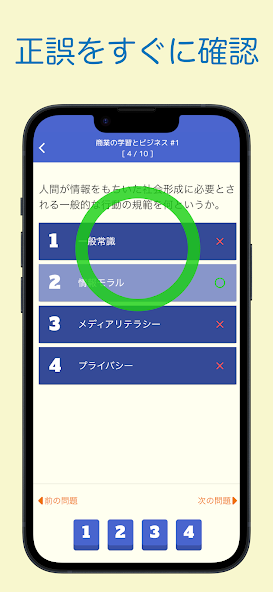 正誤をすぐに確認
商業の学習とビジネス #1
[ 4 / 10 ]
人間が情報をもちいた社会形成に必要とさ
れる一般的な行動の規範を何というか。
1 一般常識
2 情報モラル
3 メディアリテラシー
4 プライバシー
前の問題 次の問題
1 2 3 4